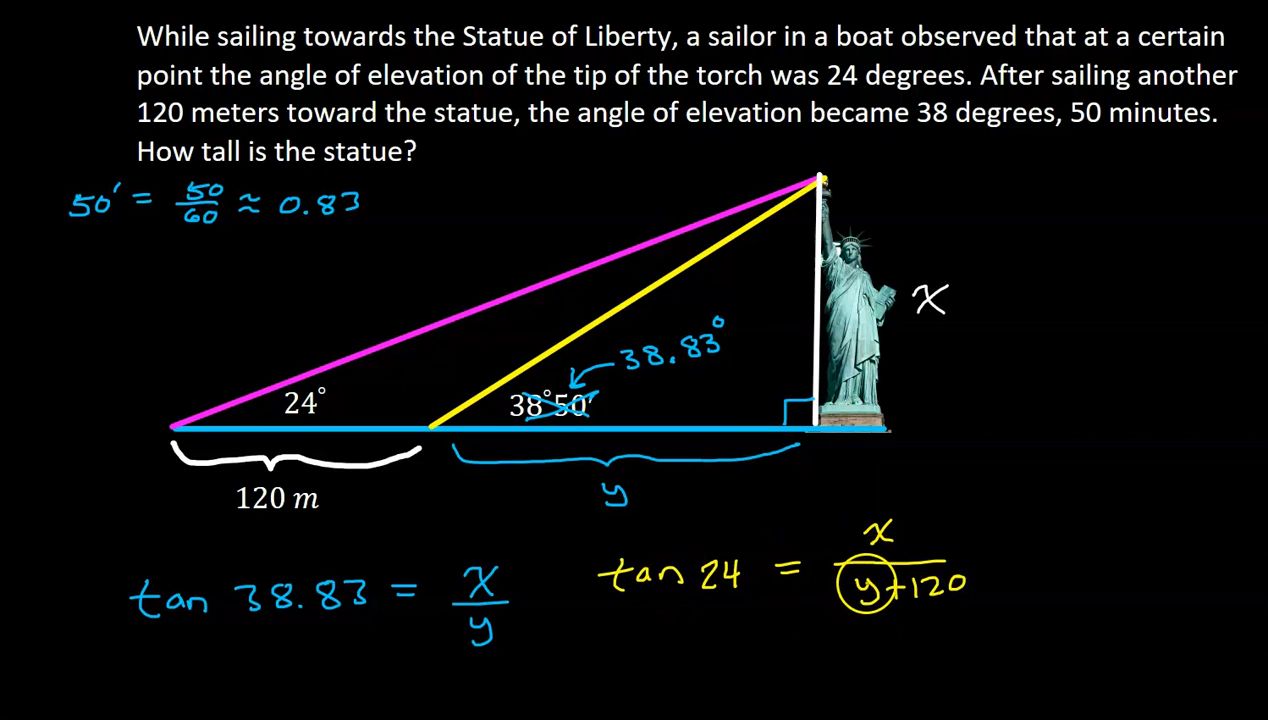 While sailing towards the Statue of Liberty, a sailor in a boat observed that at a certain
point the angle of elevation of the tip of the torch was 24 degrees. After sailing another
120 meters toward the statue, the angle of elevation became 38 degrees, 50 minutes.
How tall is the statue?
50′ = 50/60 ≈ 0.83
x
38.83°
24°
38°50′
120 m
y
tan 38.83 = x/y
tan 24 = x/(y+120)